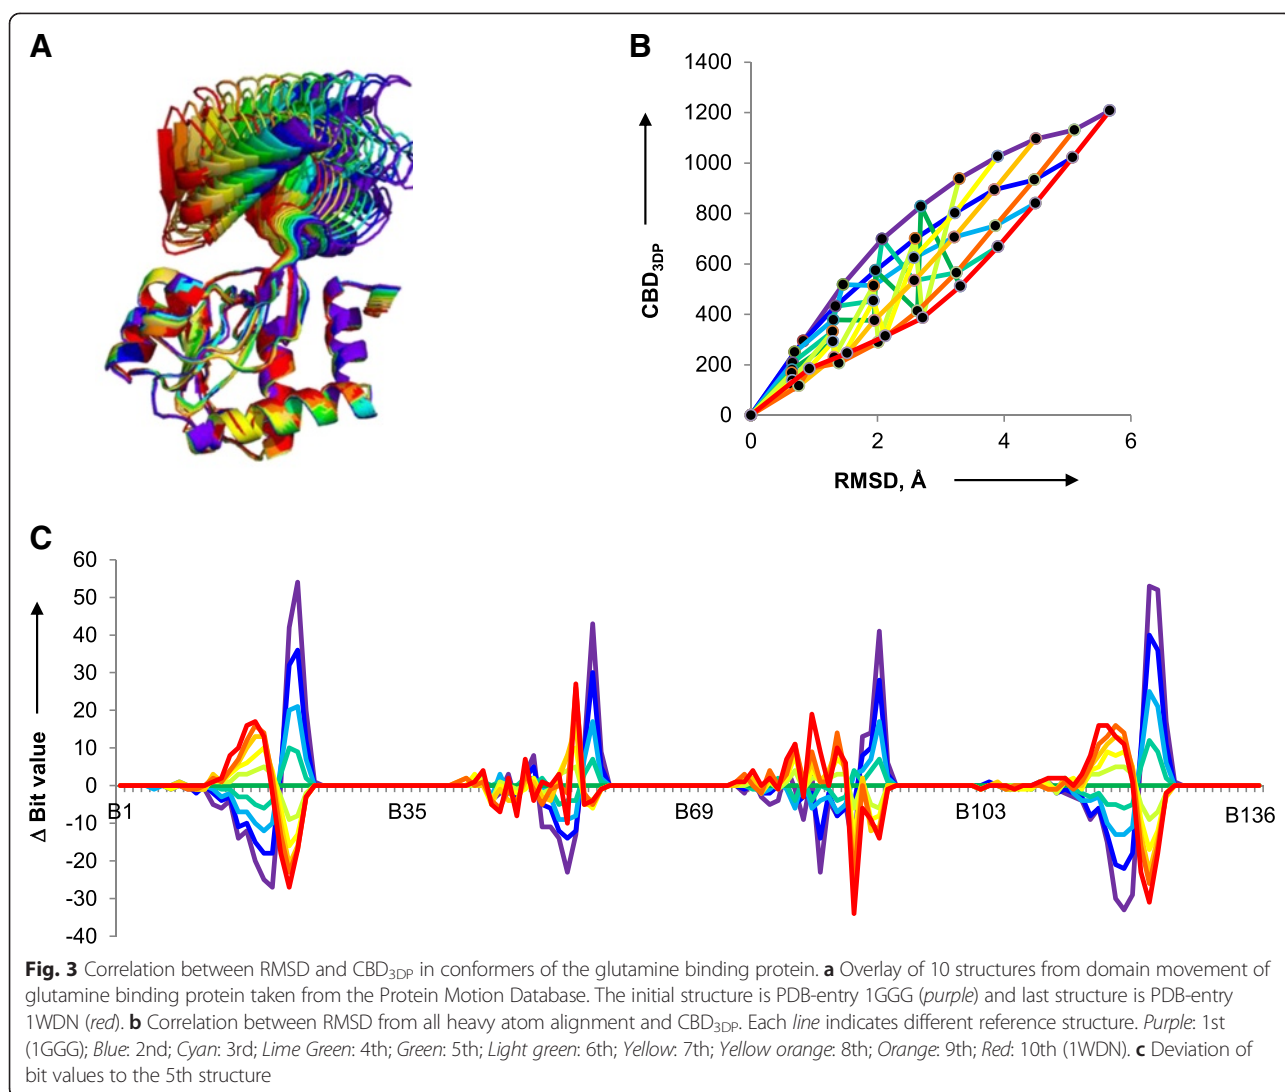 A
B
1400
1200
1000
800
600
400
200
0
CBD3DP
0 2 4 6
RMSD, Å
C
60
50
40
30
20
10
0
-10
-20
-30
-40
Δ Bit value
B1 B35 B69 B103 B136
Fig. 3 Correlation between RMSD and CBD3DP in conformers of the glutamine binding protein. a Overlay of 10 structures from domain movement of
glutamine binding protein taken from the Protein Motion Database. The initial structure is PDB-entry 1GGG (purple) and last structure is PDB-entry
1WDN (red). b Correlation between RMSD from all heavy atom alignment and CBD3DP. Each line indicates different reference structure. Purple: 1st
(1GGG); Blue: 2nd; Cyan: 3rd; Lime Green: 4th; Green: 5th; Light green: 6th; Yellow: 7th; Yellow orange: 8th; Orange: 9th; Red: 10th (1WDN). c Deviation of
bit values to the 5th structure